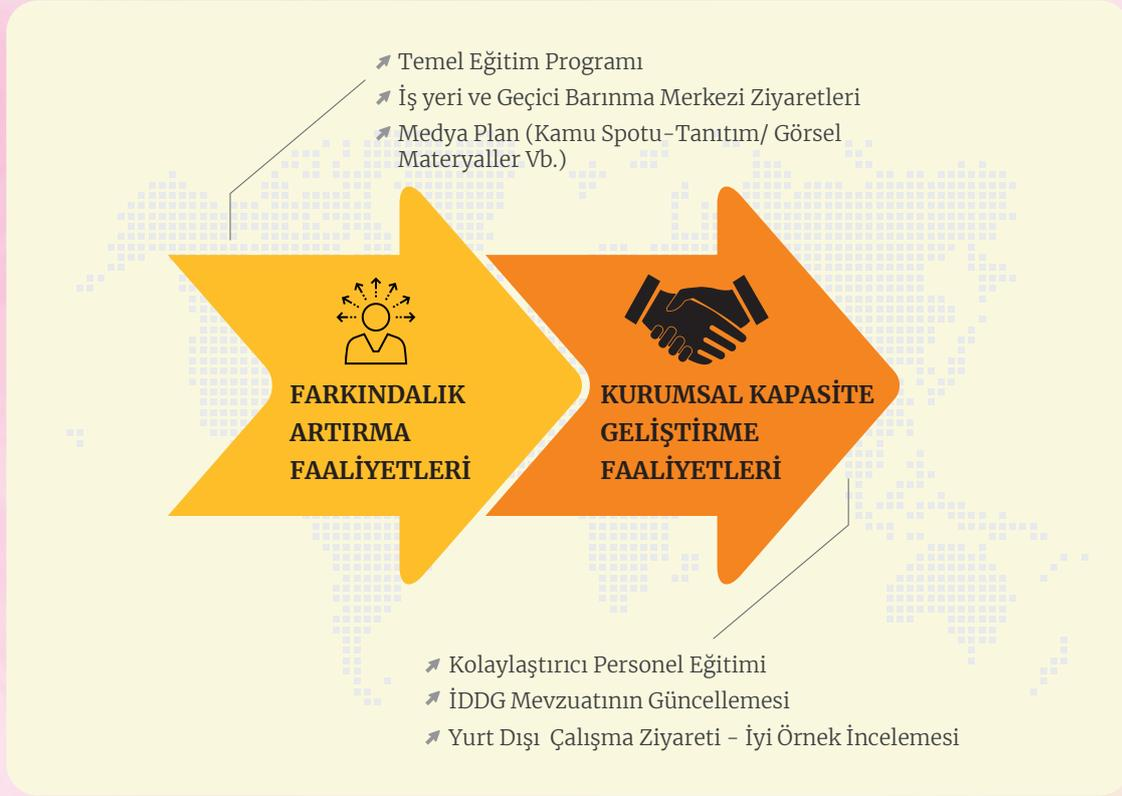 Temel Eğitim Programı
İş yeri ve Geçici Barınma Merkezi Ziyaretleri
Medya Plan (Kamu Spotu-Tanıtım/ Görsel
Materyaller Vb.)
FARKINDALIK
ARTIRMA
FAALİYETLERİ
KURUMSAL KAPASİTE
GELİŞTİRME
FAALİYETLERİ
Kolaylaştırıcı Personel Eğitimi
İDDG Mevzuatının Güncellemesi
Yurt Dışı  Çalışma Ziyareti - İyi Örnek İncelemesi